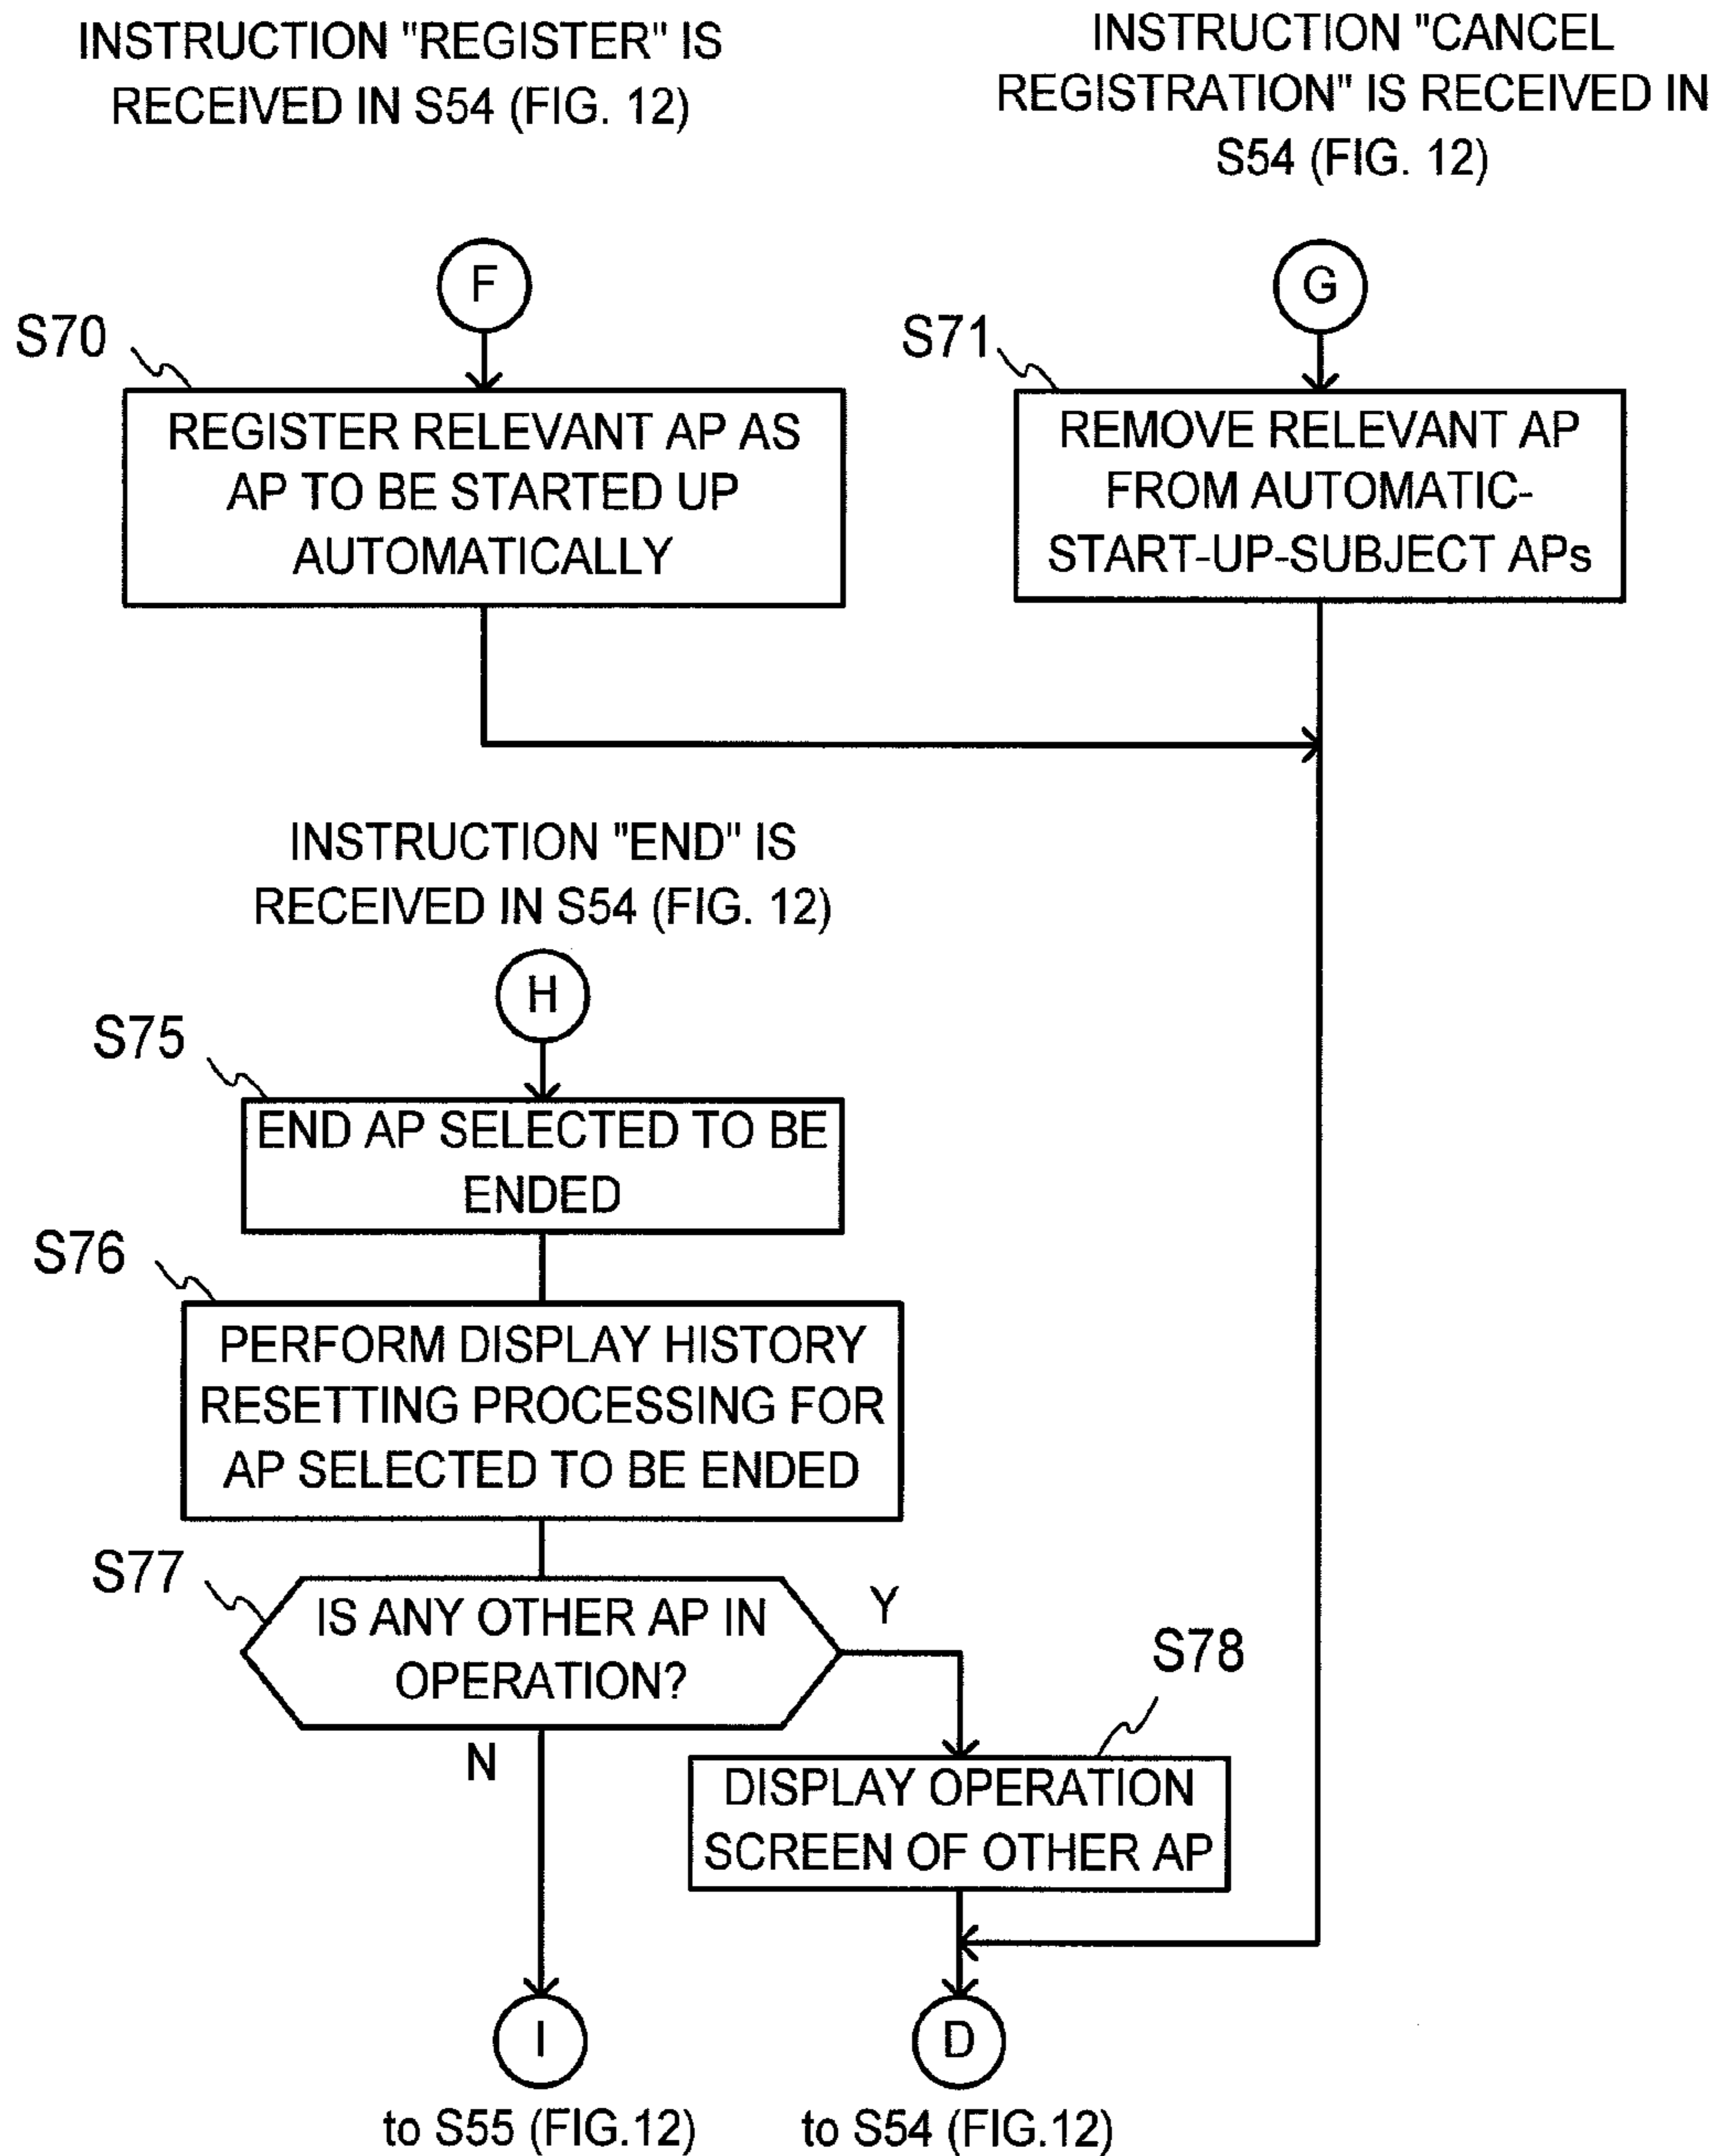 INSTRUCTION "REGISTER" IS
RECEIVED IN S54 (FIG. 12)
INSTRUCTION "CANCEL
REGISTRATION" IS RECEIVED IN
S54 (FIG. 12)
F
G
S70
S71
REGISTER RELEVANT AP AS
AP TO BE STARTED UP
AUTOMATICALLY
REMOVE RELEVANT AP
FROM AUTOMATIC-
START-UP-SUBJECT APs
INSTRUCTION "END" IS
RECEIVED IN S54 (FIG. 12)
H
S75
END AP SELECTED TO BE
ENDED
S76
PERFORM DISPLAY HISTORY
RESETTING PROCESSING FOR
AP SELECTED TO BE ENDED
S77
IS ANY OTHER AP IN
OPERATION?
Y
N
S78
DISPLAY OPERATION
SCREEN OF OTHER AP
I
D
to S55 (FIG.12)
to S54 (FIG.12)